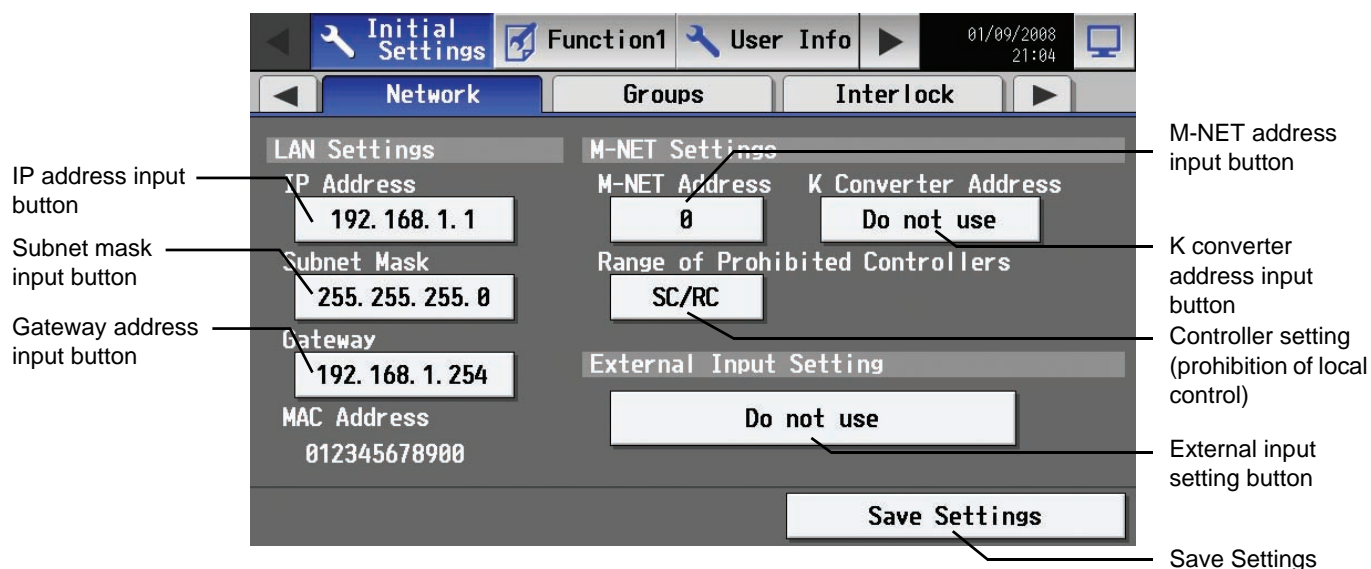 Initial
Settings
Function1
User Info
01/09/2008
21:04
Network
Groups
Interlock
LAN Settings
IP Address
192.168.1.1
Subnet Mask
255.255.255.0
Gateway
192.168.1.254
MAC Address
012345678900
M-NET Settings
M-NET Address
0
K Converter Address
Do not use
Range of Prohibited Controllers
SC/RC
External Input Setting
Do not use
Save Settings
IP address input
button
Subnet mask
input button
Gateway address
input button
M-NET address
input button
K converter
address input
button
Controller setting
(prohibition of local
control)
External input
setting button
Save Settings